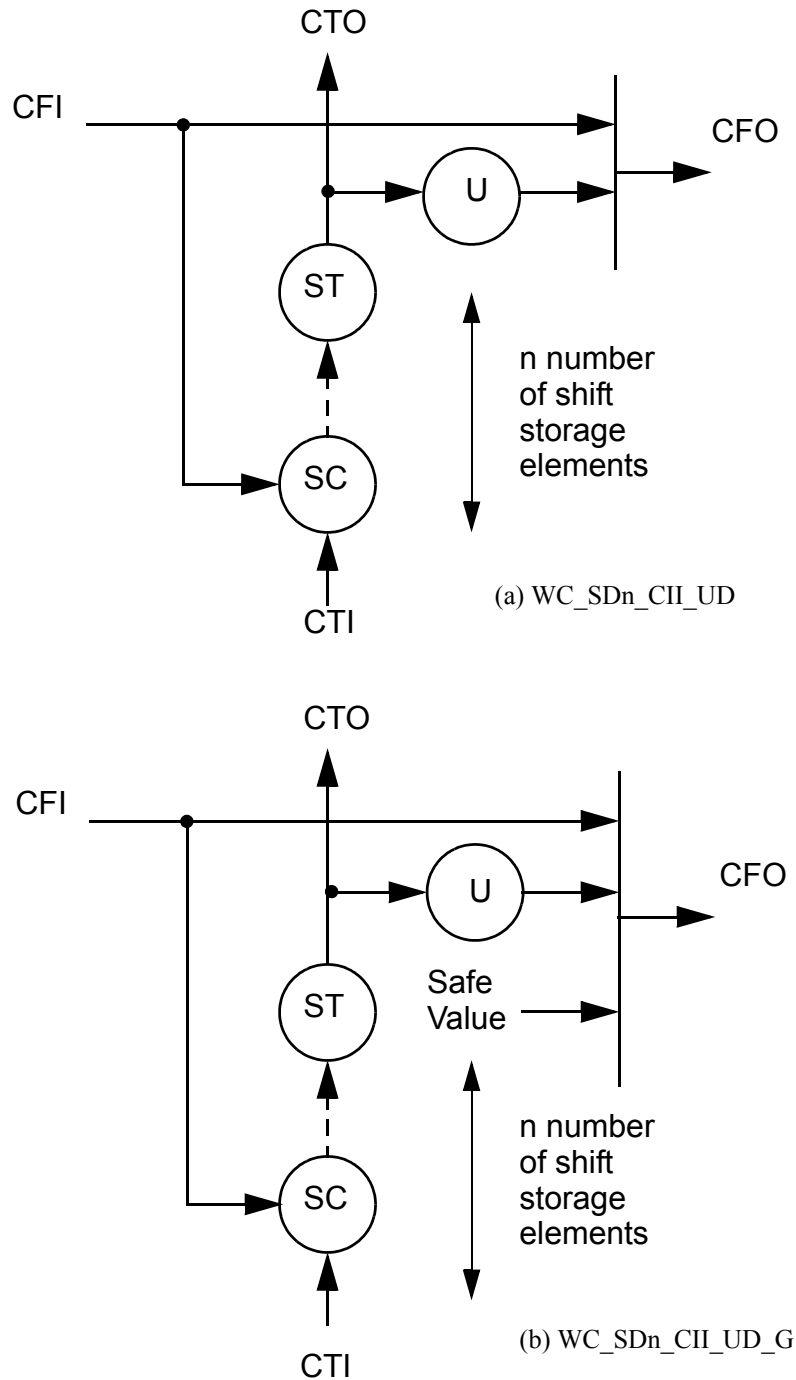 CTO
CFI
CFO
U
ST
n number
of shift
storage
elements
SC
(a) WC_SDn_CII_UD
CTI
CTO
CFI
CFO
U
Safe
Value
ST
n number
of shift
storage
elements
SC
(b) WC_SDn_CII_UD_G
CTI